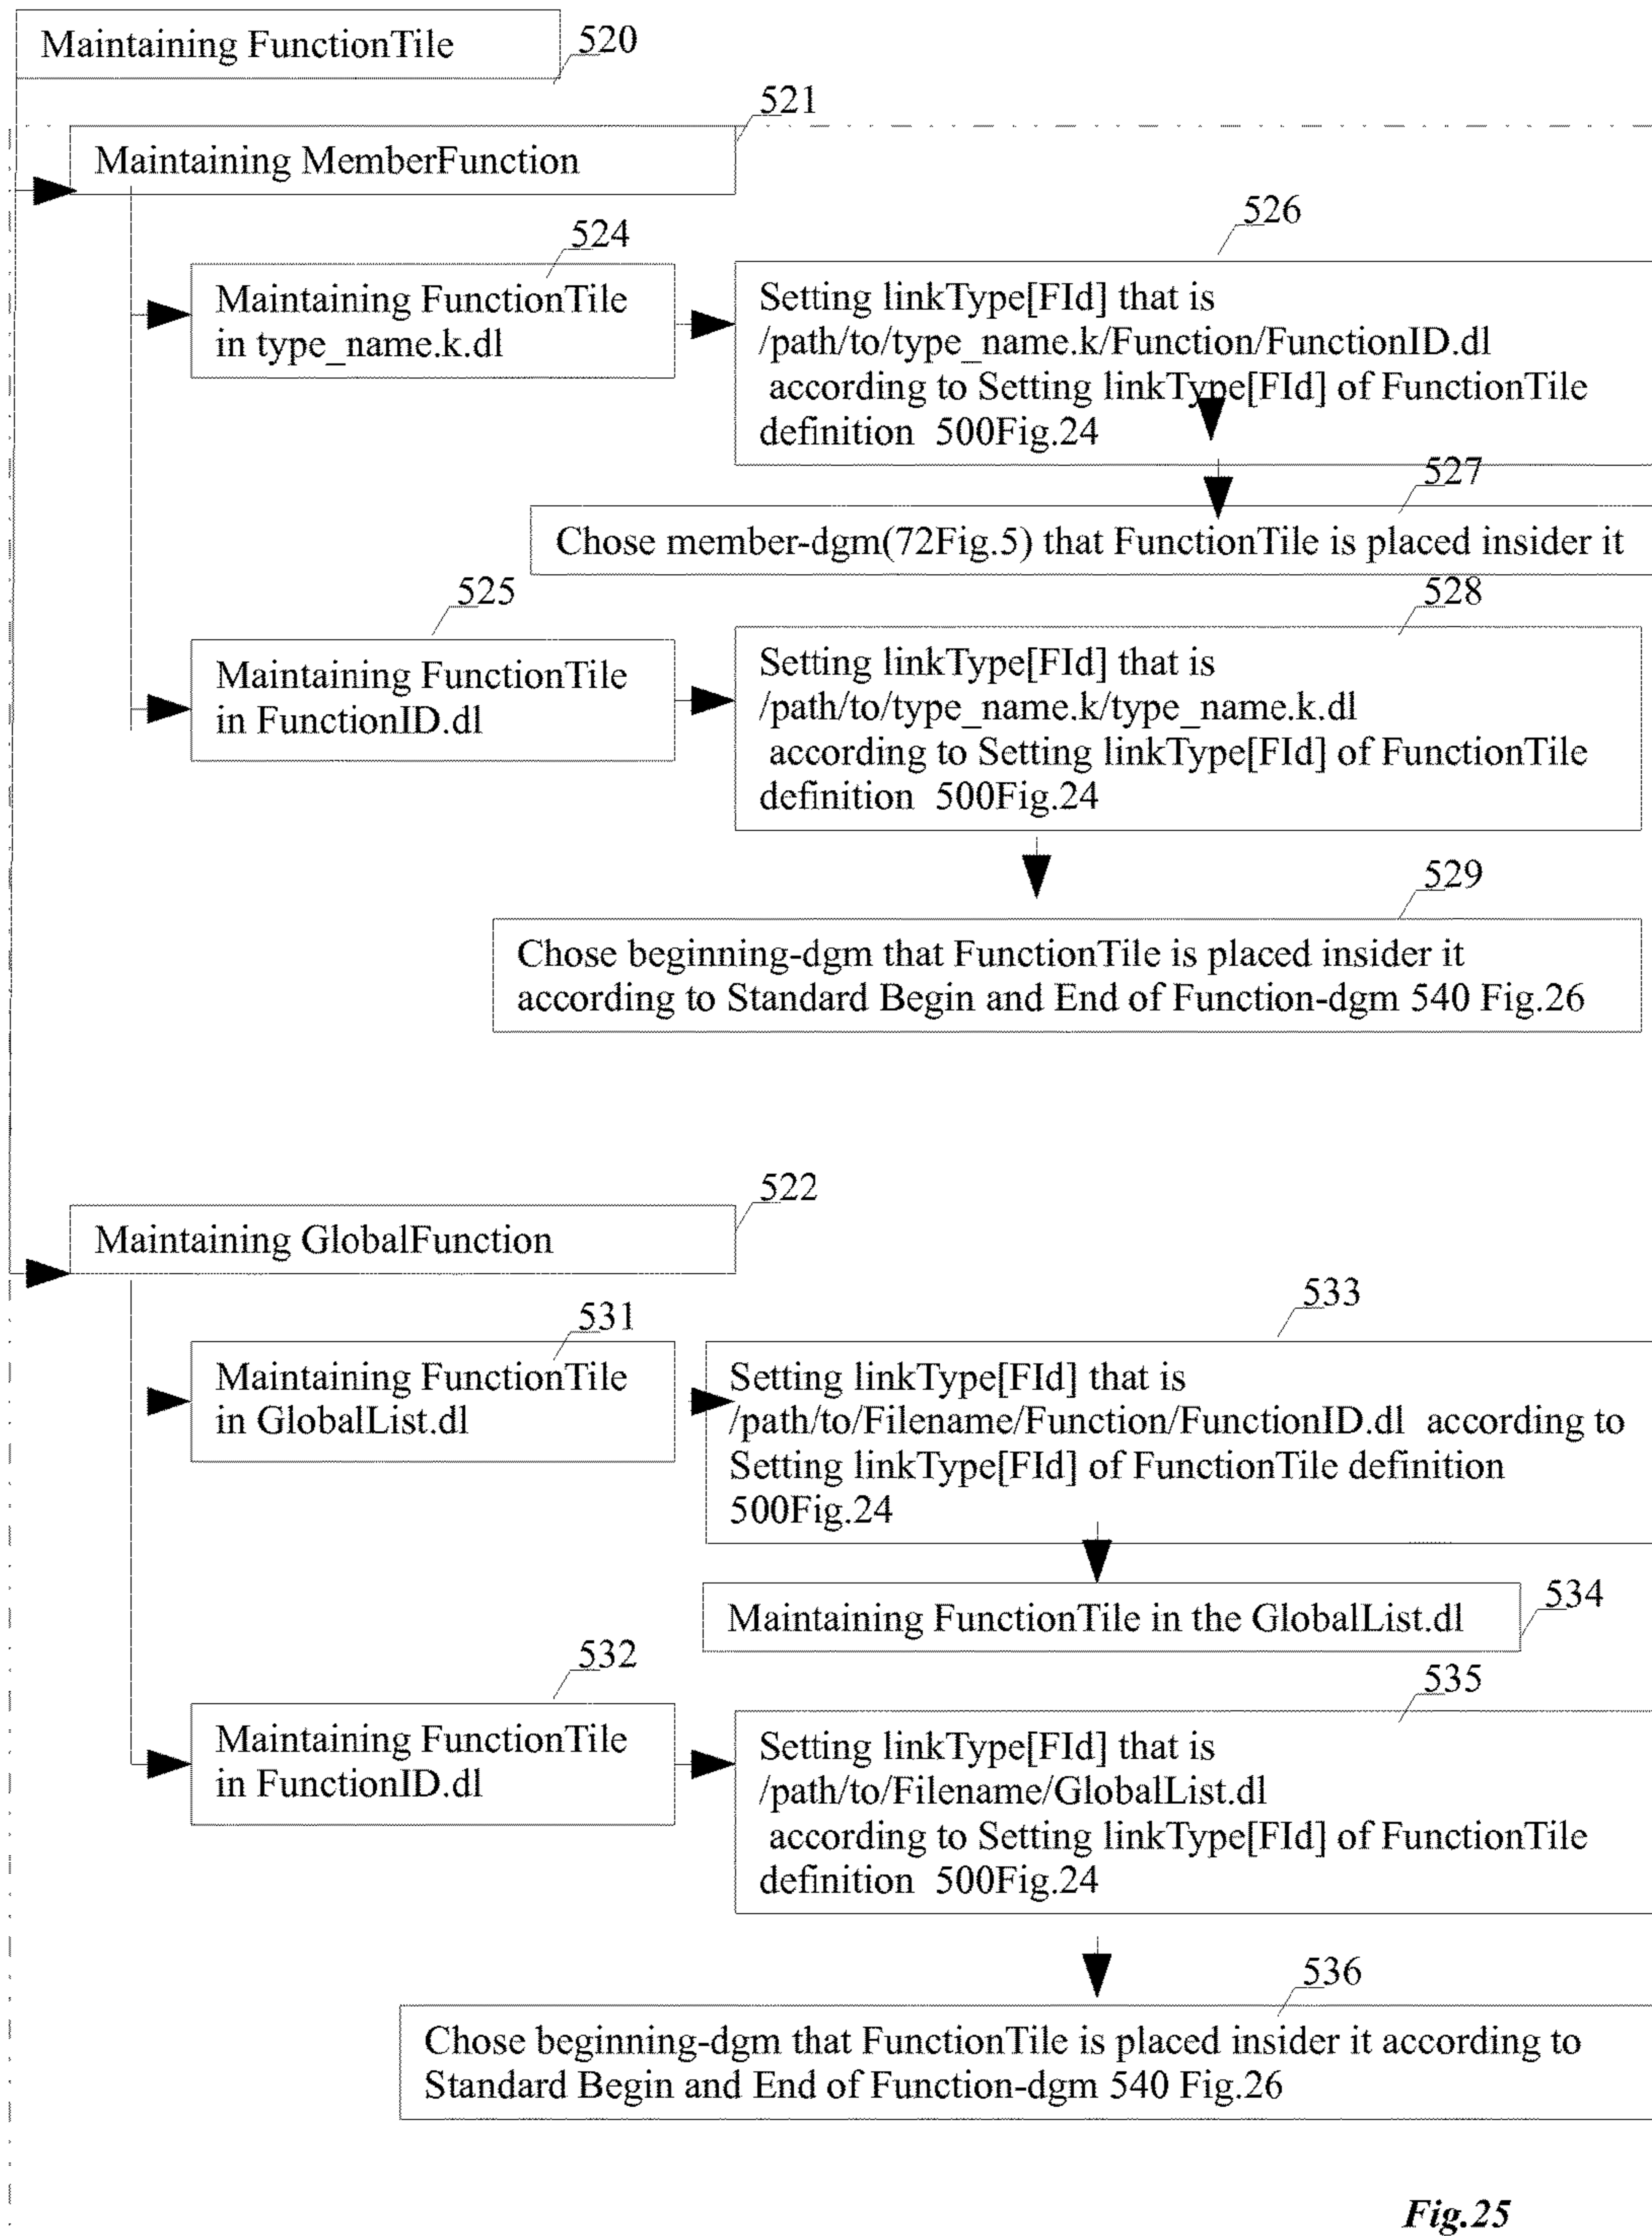 Maintaining FunctionTile
520
521
Maintaining MemberFunction
524
526
Maintaining FunctionTile
in type_name.k.dl
Setting linkType[FId] that is
/path/to/type_name.k/Function/FunctionID.dl
according to Setting linkType[FId] of FunctionTile
definition 500Fig.24
527
Chose member-dgm(72Fig.5) that FunctionTile is placed insider it
525
528
Maintaining FunctionTile
in FunctionID.dl
Setting linkType[FId] that is
/path/to/type_name.k/type_name.k.dl
according to Setting linkType[FId] of FunctionTile
definition 500Fig.24
529
Chose beginning-dgm that FunctionTile is placed insider it
according to Standard Begin and End of Function-dgm 540 Fig.26
522
Maintaining GlobalFunction
531
533
Maintaining FunctionTile
in GlobalList.dl
Setting linkType[FId] that is
/path/to/Filename/Function/FunctionID.dl according to
Setting linkType[FId] of FunctionTile definition
500Fig.24
534
Maintaining FunctionTile in the GlobalList.dl
532
535
Maintaining FunctionTile
in FunctionID.dl
Setting linkType[FId] that is
/path/to/Filename/GlobalList.dl
according to Setting linkType[FId] of FunctionTile
definition 500Fig.24
536
Chose beginning-dgm that FunctionTile is placed insider it according to
Standard Begin and End of Function-dgm 540 Fig.26
Fig.25